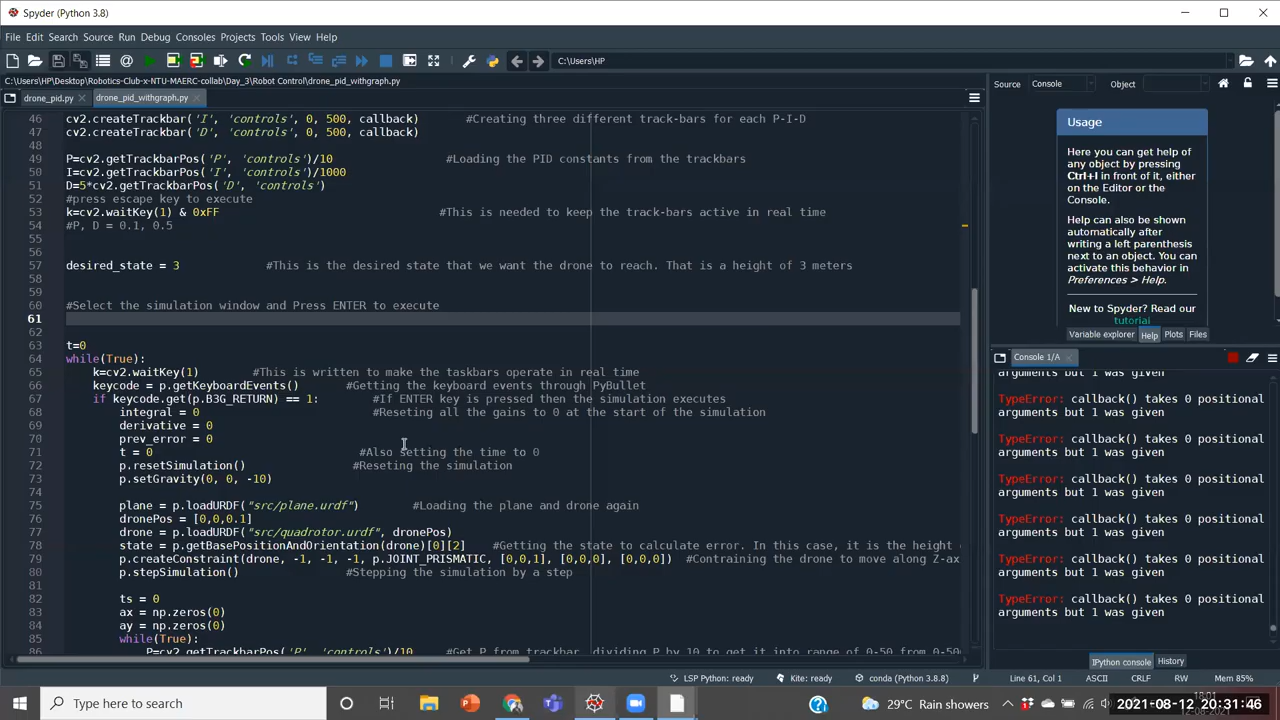 Spyder (Python 3.8)
File Edit Search Source Run Debug Consoles Projects Tools View Help
C:\Users\HP
C:\Users\HP\Desktop\Robotics-Club-x-NTU-MAERC-collab\Day_3\Robot Control\drone_pid_withgraph.py
drone_pid.py drone_pid_withgraph.py
46 cv2.createTrackbar('I', 'controls', 0, 500, callback) #Creating three different track-bars for each P-I-D
47 cv2.createTrackbar('D', 'controls', 0, 500, callback)
48
49 P=cv2.getTrackbarPos('P', 'controls')/10 #Loading the PID constants from the trackbars
50 I=cv2.getTrackbarPos('I', 'controls')/1000
51 D=5*cv2.getTrackbarPos('D', 'controls')
52 #press escape key to execute
53 k=cv2.waitKey(1) & 0xFF #This is needed to keep the track-bars active in real time
54 #P, D = 0.1, 0.5
55
56
57 desired_state = 3 #This is the desired state that we want the drone to reach. That is a height of 3 meters
58
59
60 #Select the simulation window and Press ENTER to execute
61
62
63 t=0
64 while(True):
65 k=cv2.waitKey(1) #This is written to make the taskbars operate in real time
66 keycode = p.getKeyboardEvents() #Getting the keyboard events through PyBullet
67 if keycode.get(p.B3G_RETURN) == 1: #If ENTER key is pressed then the simulation executes
68 integral = 0 #Reseting all the gains to 0 at the start of the simulation
69 derivative = 0
70 prev_error = 0
71 t = 0 #Also setting the time to 0
72 p.resetSimulation() #Reseting the simulation
73 p.setGravity(0, 0, -10)
74
75 plane = p.loadURDF("src/plane.urdf") #Loading the plane and drone again
76 dronePos = [0,0,0.1]
77 drone = p.loadURDF("src/quadrotor.urdf", dronePos)
78 state = p.getBasePositionAndOrientation(drone)[0][2] #Getting the state to calculate error. In this case, it is the height o
79 p.createConstraint(drone, -1, -1, -1, p.JOINT_PRISMATIC, [0,0,1], [0,0,0], [0,0,0]) #Contraining the drone to move along Z-ax
80 p.stepSimulation() #Stepping the simulation by a step
81
82 ts = 0
83 ax = np.zeros(0)
84 ay = np.zeros(0)
85 while(True):
86 P=cv2.getTrackbarPos('P', 'controls')/10 #Get P from trackbar, dividing P by 10 to get it into range of 0-50 from 0-500
Source Console Object
Usage
Here you can get help of
any object by pressing
Ctrl+I in front of it, either
on the Editor or the
Console.
Help can also be shown
automatically after
writing a left parenthesis
next to an object. You can
activate this behavior in
Preferences > Help.
New to Spyder? Read our
tutorial
Variable explorer Help Plots Files
Console 1/A
arguments but 1 was given
TypeError: callback() takes 0 positional
arguments but 1 was given
TypeError: callback() takes 0 positional
arguments but 1 was given
TypeError: callback() takes 0 positional
arguments but 1 was given
TypeError: callback() takes 0 positional
arguments but 1 was given
TypeError: callback() takes 0 positional
arguments but 1 was given
TypeError: callback() takes 0 positional
arguments but 1 was given
IPython console History
LSP Python: ready Kite: ready conda (Python 3.8.8) Line 61, Col 1 ASCII CRLF RW Mem 85%
Type here to search
29°C Rain showers
2021-08-12 20:31:46